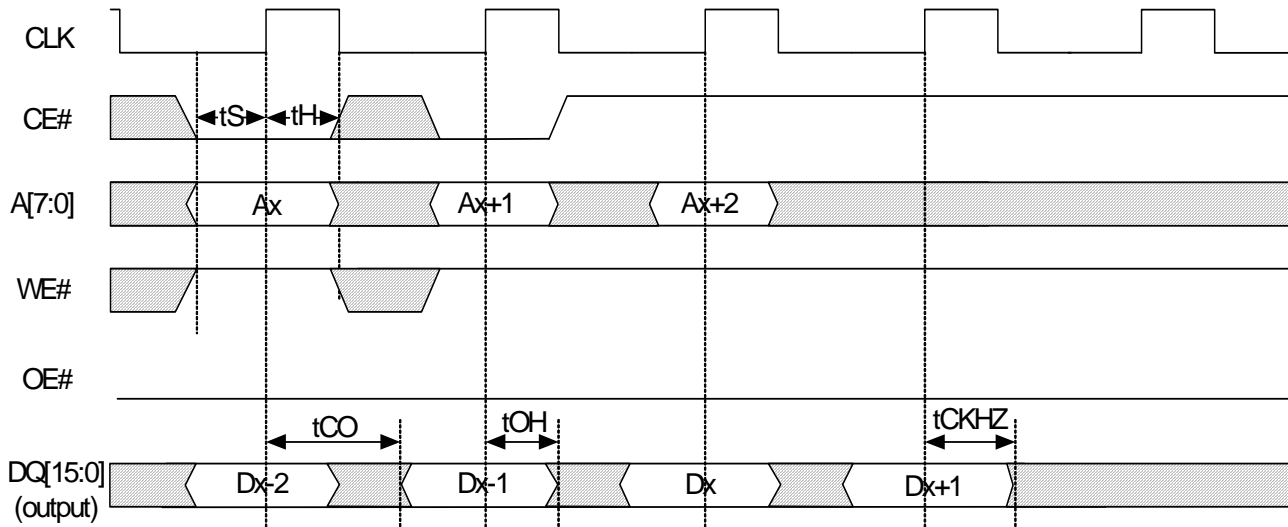 CLK
CE#
tS
tH
A[7:0]
Ax
Ax+1
Ax+2
WE#
OE#
tCO
tOH
tCKHZ
DQ[15:0]
(output)
Dx-2
Dx-1
Dx
Dx+1